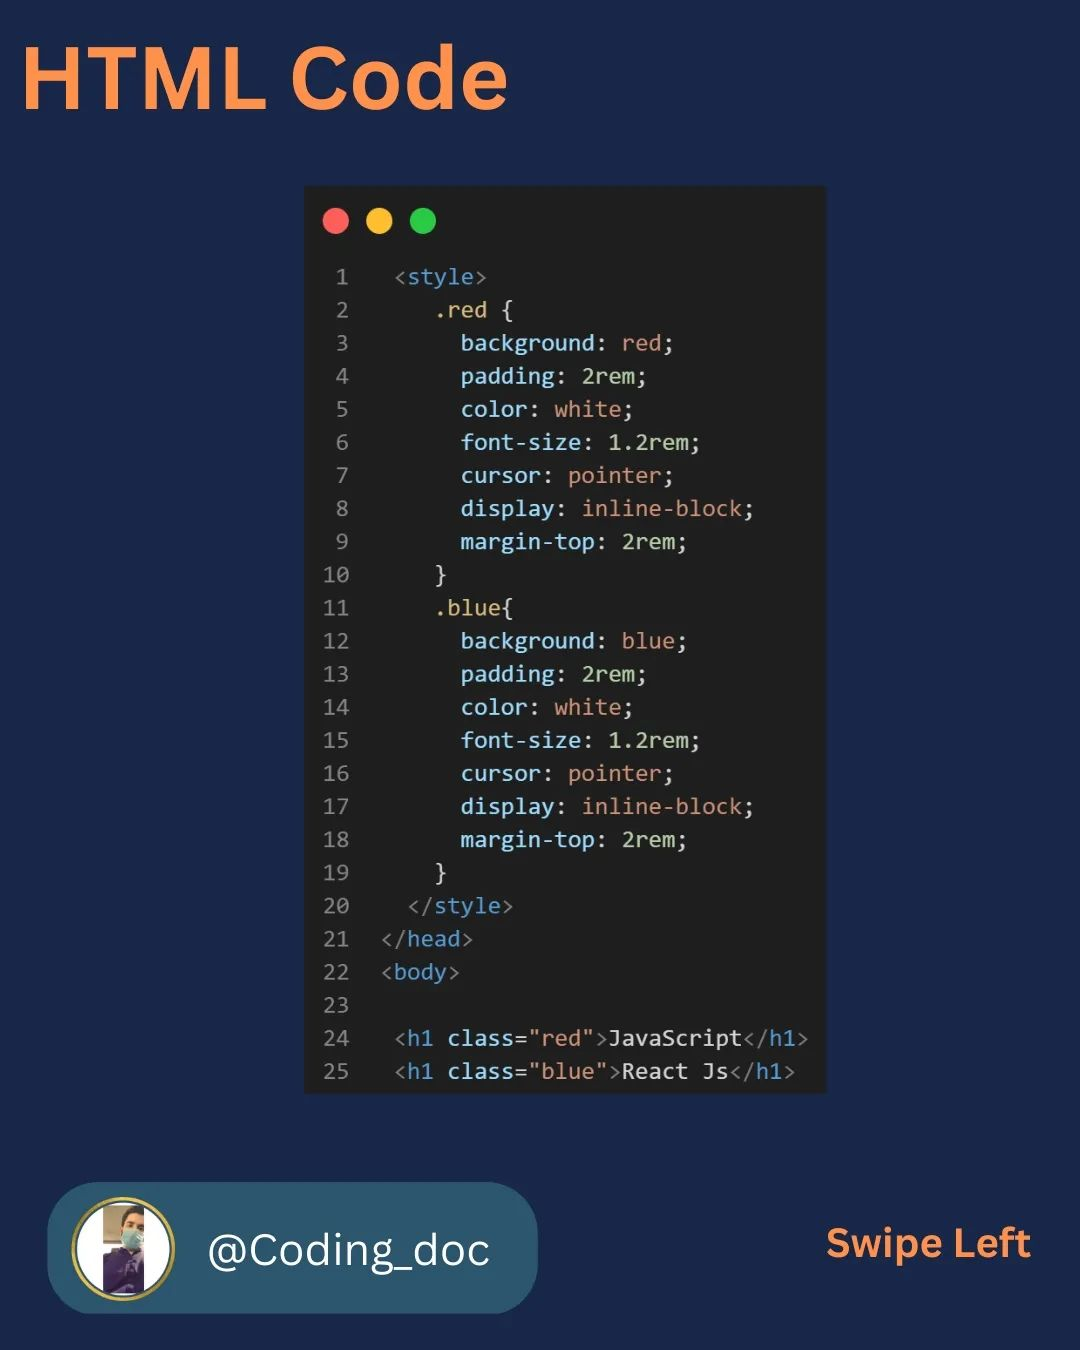 HTML Code
1 <style>
2 .red {
3 background: red;
4 padding: 2rem;
5 color: white;
6 font-size: 1.2rem;
7 cursor: pointer;
8 display: inline-block;
9 margin-top: 2rem;
10 }
11 .blue{
12 background: blue;
13 padding: 2rem;
14 color: white;
15 font-size: 1.2rem;
16 cursor: pointer;
17 display: inline-block;
18 margin-top: 2rem;
19 }
20 </style>
21 </head>
22 <body>
23
24 <h1 class="red">JavaScript</h1>
25 <h1 class="blue">React Js</h1>
@Coding_doc
Swipe Left